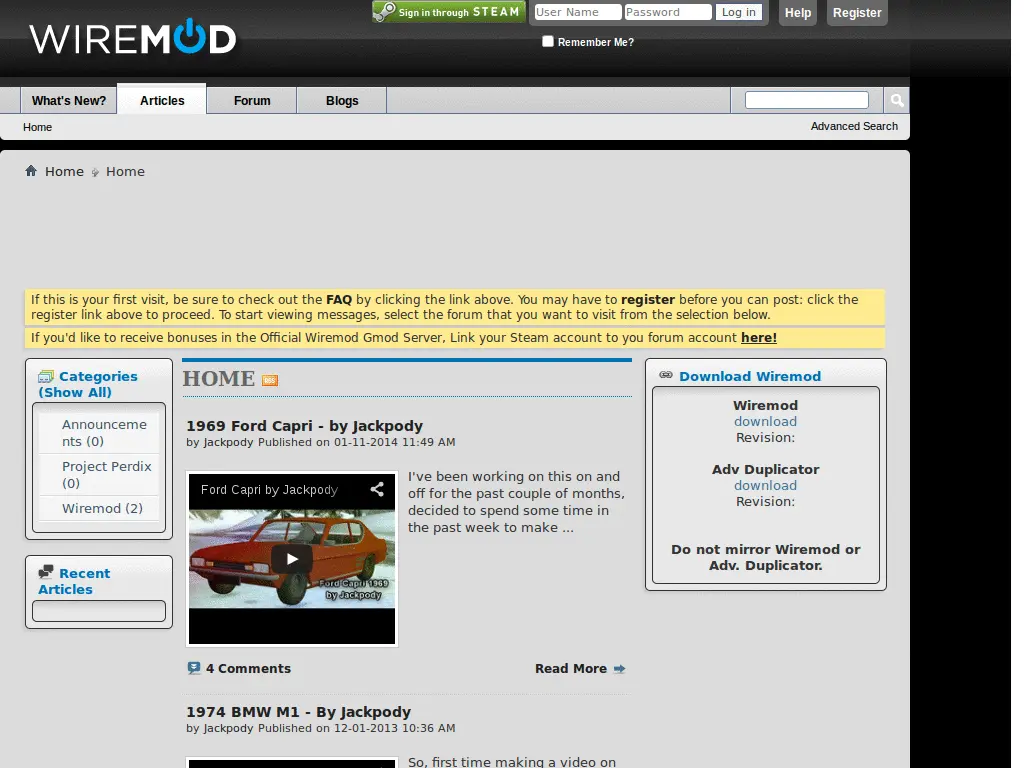 Sign in through STEAM
User Name
Password
Log in
Help
Register
WIREMOD
Remember Me?
What's New?
Articles
Forum
Blogs
Home
Advanced Search
Home
Home
If this is your first visit, be sure to check out the FAQ by clicking the link above. You may have to register before you can post: click the
register link above to proceed. To start viewing messages, select the forum that you want to visit from the selection below.
If you'd like to receive bonuses in the Official Wiremod Gmod Server, Link your Steam account to you forum account here!
Categories
(Show All)
Announceme
nts (0)
Project Perdix
(0)
Wiremod (2)
Recent
Articles
HOME
RSS
1969 Ford Capri - by Jackpody
by Jackpody Published on 01-11-2014 11:49 AM
Ford Capri by Jackpody
Ford Capri 1969
by Jackpody
I've been working on this on and
off for the past couple of months,
decided to spend some time in
the past week to make ...
4 Comments
Read More
1974 BMW M1 - By Jackpody
by Jackpody Published on 12-01-2013 10:36 AM
So, first time making a video on
Download Wiremod
Wiremod
download
Revision:
Adv Duplicator
download
Revision:
Do not mirror Wiremod or
Adv. Duplicator.